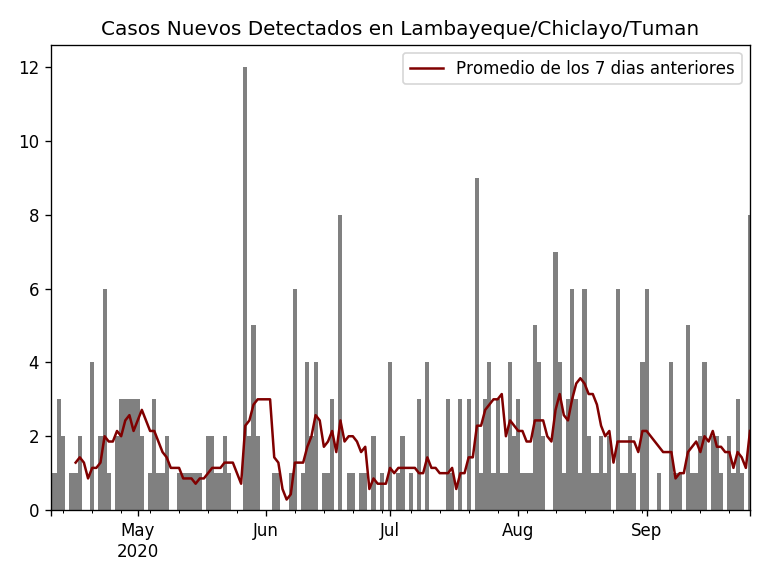 Casos Nuevos Detectados en Lambayeque/Chiclayo/Tuman
Promedio de los 7 dias anteriores
12
10
8
6
4
2
0
May
2020
Jun
Jul
Aug
Sep